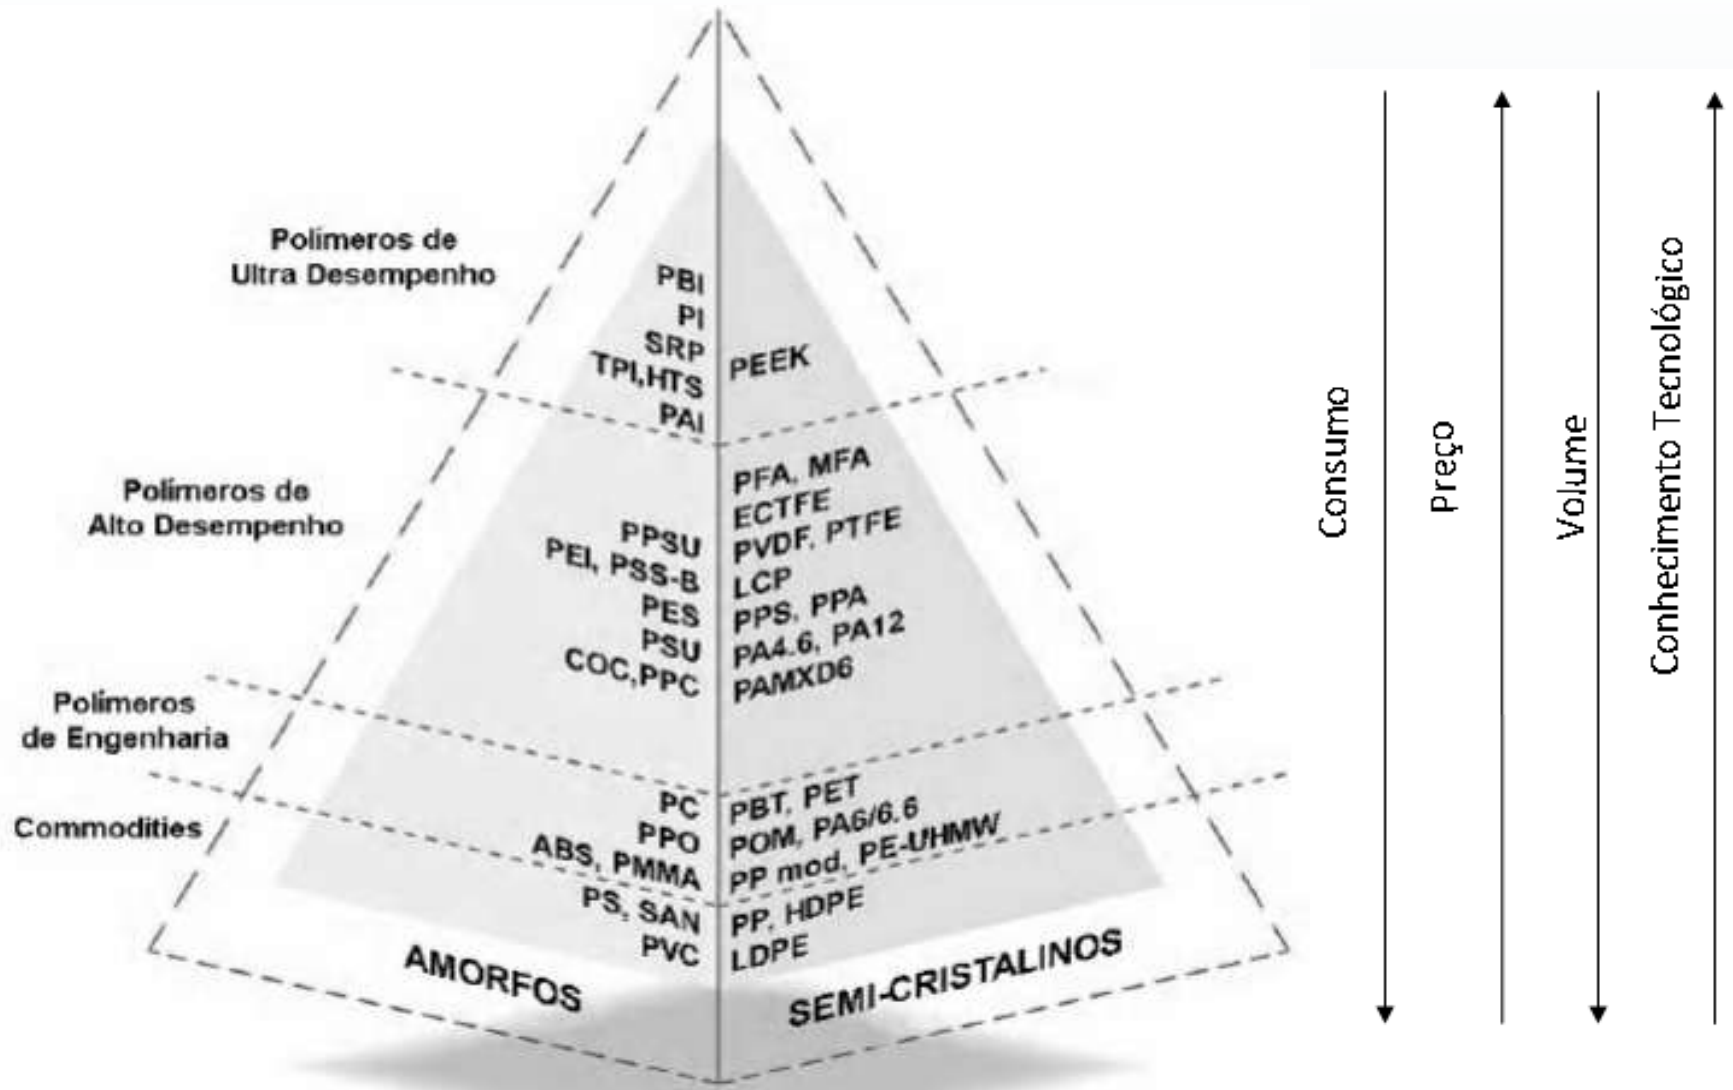 Polímeros de
Ultra Desempenho
PBI
PI
SRP
TPI,HTS
PAI
PEEK
Polímeros de
Alto Desempenho
PPSU
PEI, PSS-B
PES
PSU
COC,PPC
PFA, MFA
ECTFE
PVDF, PTFE
LCP
PPS, PPA
PA4.6, PA12
PAMXD6
Polímeros
de Engenharia
PC
PPO
ABS, PMMA
PBT, PET
POM, PA6/6.6
PP mod, PE-UHMW
Commodities
PS, SAN
PVC
PP, HDPE
LDPE
AMORFOS
SEMI-CRISTALINOS
Consumo
Preço
Volume
Conhecimento Tecnológico